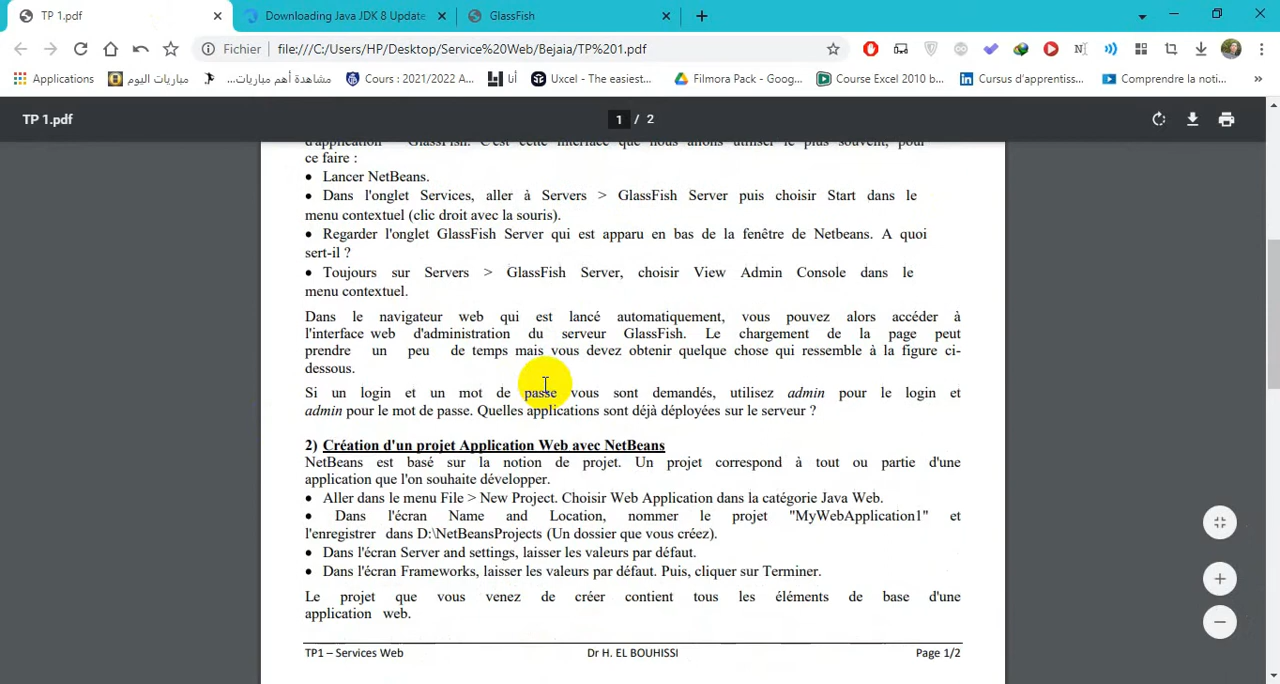 TP 1.pdf
Downloading Java JDK 8 Update
GlassFish
Fichier
file:///C:/Users/HP/Desktop/Service%20Web/Bejaia/TP%201.pdf
Applications
مباريات اليوم
مشاهدة أهم مباريات...
Cours : 2021/2022 A...
أنا
Uxcel - The easiest...
Filmora Pack - Goog...
Course Excel 2010 b...
Cursus d'apprentiss...
Comprendre la noti...
»
TP 1.pdf
1 / 2
d'application GlassFish. C'est cette interface que nous allons utiliser le plus souvent, pour
ce faire :
• Lancer NetBeans.
• Dans l'onglet Services, aller à Servers > GlassFish Server puis choisir Start dans le
menu contextuel (clic droit avec la souris).
• Regarder l'onglet GlassFish Server qui est apparu en bas de la fenêtre de Netbeans. A quoi
sert-il ?
• Toujours sur Servers > GlassFish Server, choisir View Admin Console dans le
menu contextuel.
Dans le navigateur web qui est lancé automatiquement, vous pouvez alors accéder à
l'interface web d'administration du serveur GlassFish. Le chargement de la page peut
prendre un peu de temps mais vous devez obtenir quelque chose qui ressemble à la figure ci-
dessous.
Si un login et un mot de passe vous sont demandés, utilisez admin pour le login et
admin pour le mot de passe. Quelles applications sont déjà déployées sur le serveur ?
2) Création d'un projet Application Web avec NetBeans
NetBeans est basé sur la notion de projet. Un projet correspond à tout ou partie d'une
application que l'on souhaite développer.
• Aller dans le menu File > New Project. Choisir Web Application dans la catégorie Java Web.
• Dans l'écran Name and Location, nommer le projet "MyWebApplication1" et
l'enregistrer dans D:\NetBeansProjects (Un dossier que vous créez).
• Dans l'écran Server and settings, laisser les valeurs par défaut.
• Dans l'écran Frameworks, laisser les valeurs par défaut. Puis, cliquer sur Terminer.
Le projet que vous venez de créer contient tous les éléments de base d'une
application web.
TP1 – Services Web
Dr H. EL BOUHISSI
Page 1/2